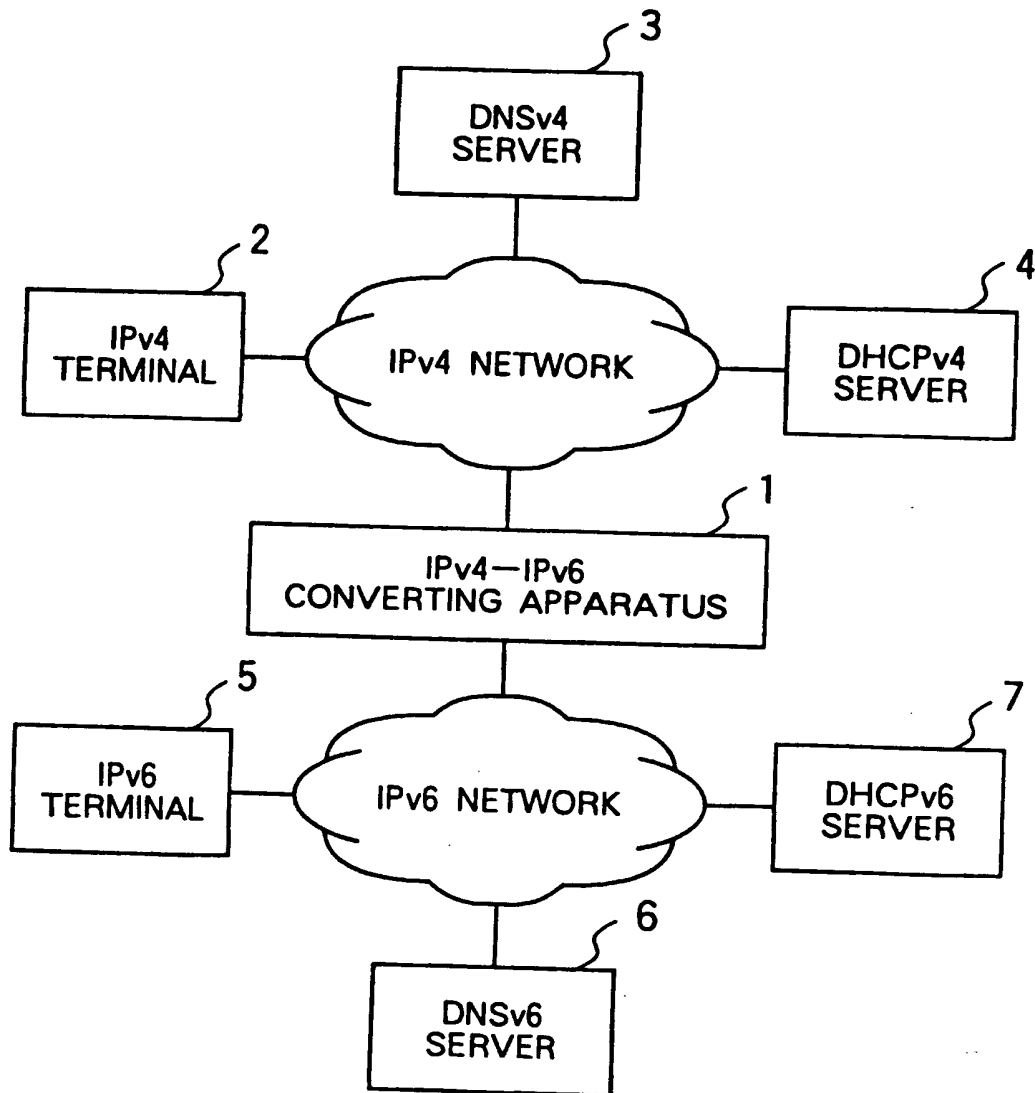 3
DNSv4
SERVER
2
4
IPv4
TERMINAL
IPv4 NETWORK
DHCPv4
SERVER
1
IPv4—IPv6
CONVERTING APPARATUS
5
7
IPv6
TERMINAL
IPv6 NETWORK
DHCPv6
SERVER
6
DNSv6
SERVER